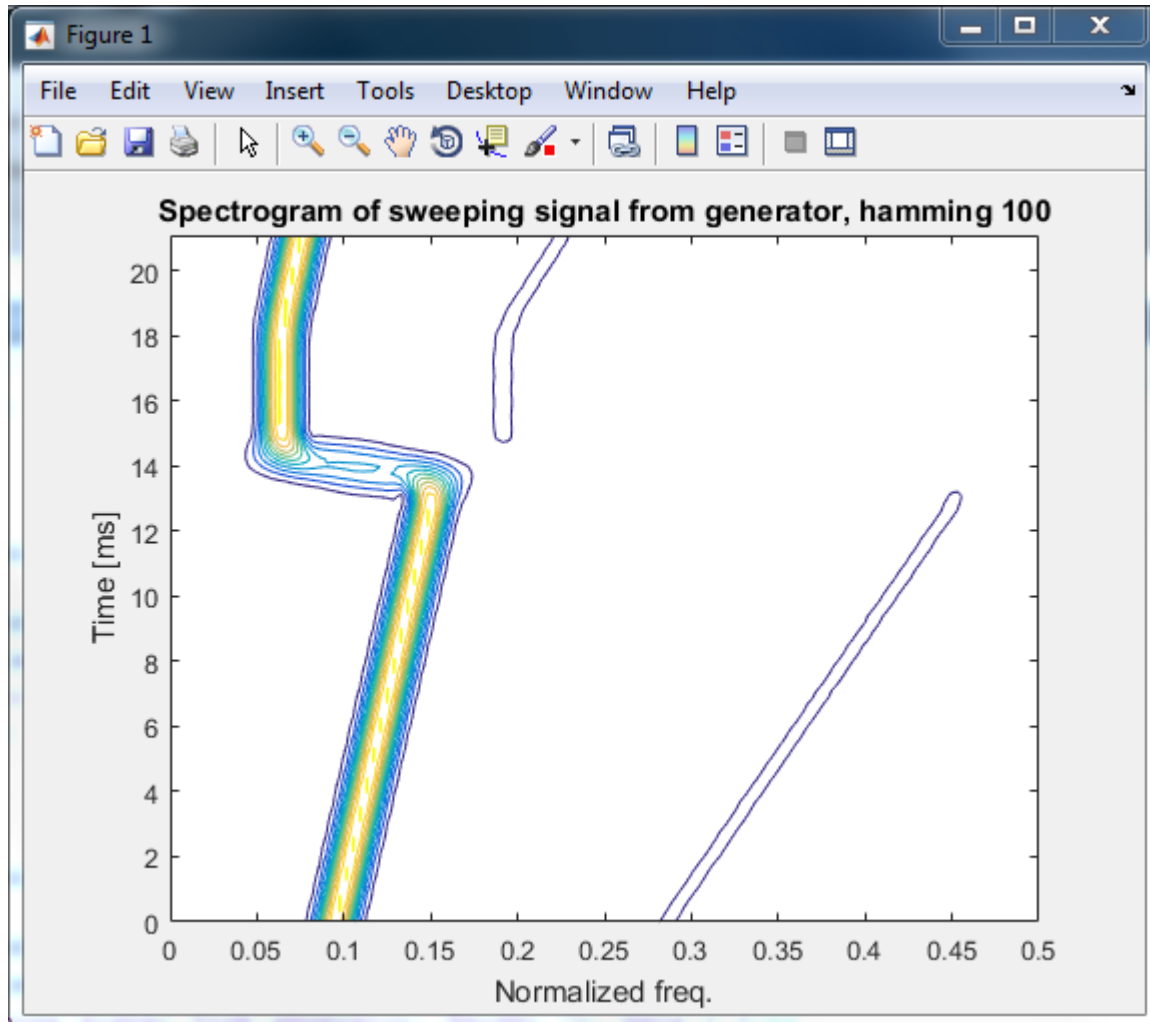 Figure 1
File Edit View Insert Tools Desktop Window Help
Spectrogram of sweeping signal from generator, hamming 100
20
18
16
14
12
10
8
6
4
2
0
Time [ms]
0 0.05 0.1 0.15 0.2 0.25 0.3 0.35 0.4 0.45 0.5
Normalized freq.